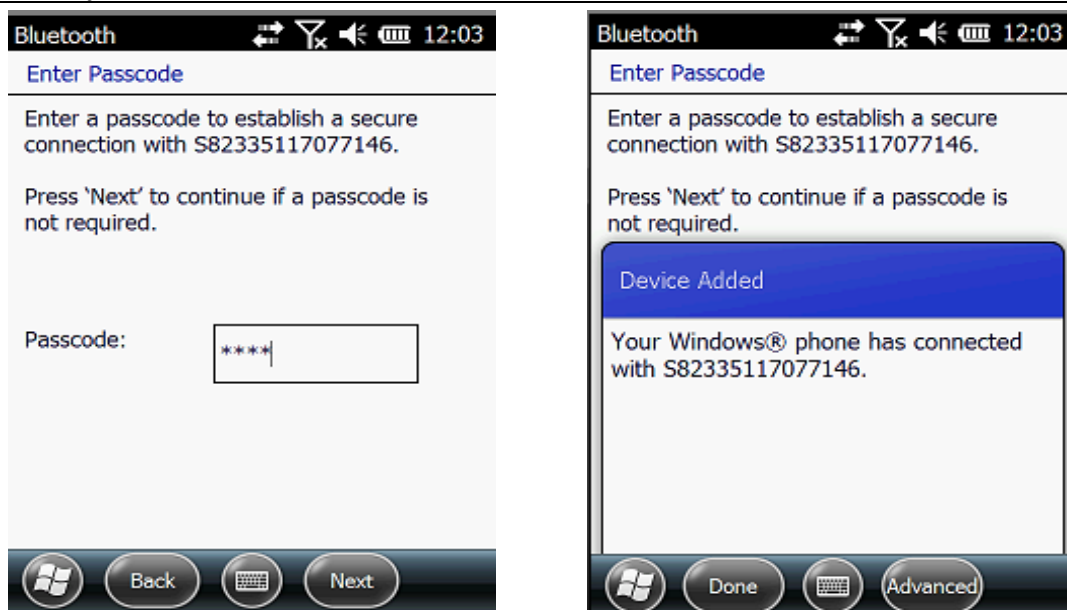 Bluetooth 12:03
Enter Passcode
Enter a passcode to establish a secure
connection with S82335117077146.
Press `Next' to continue if a passcode is
not required.
Passcode:
****
Back Next
Bluetooth 12:03
Enter Passcode
Enter a passcode to establish a secure
connection with S82335117077146.
Press `Next' to continue if a passcode is
not required.
Device Added
Your Windows® phone has connected
with S82335117077146.
Done Advanced